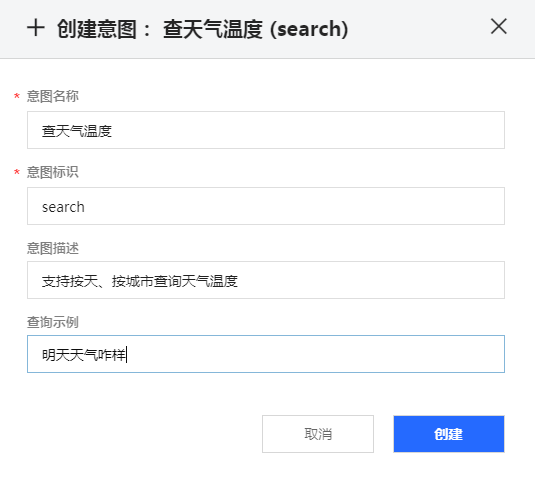 创建意图： 查天气温度 (search)
* 意图名称
查天气温度
* 意图标识
search
意图描述
支持按天、按城市查询天气温度
查询示例
明天天气咋样
取消 创建